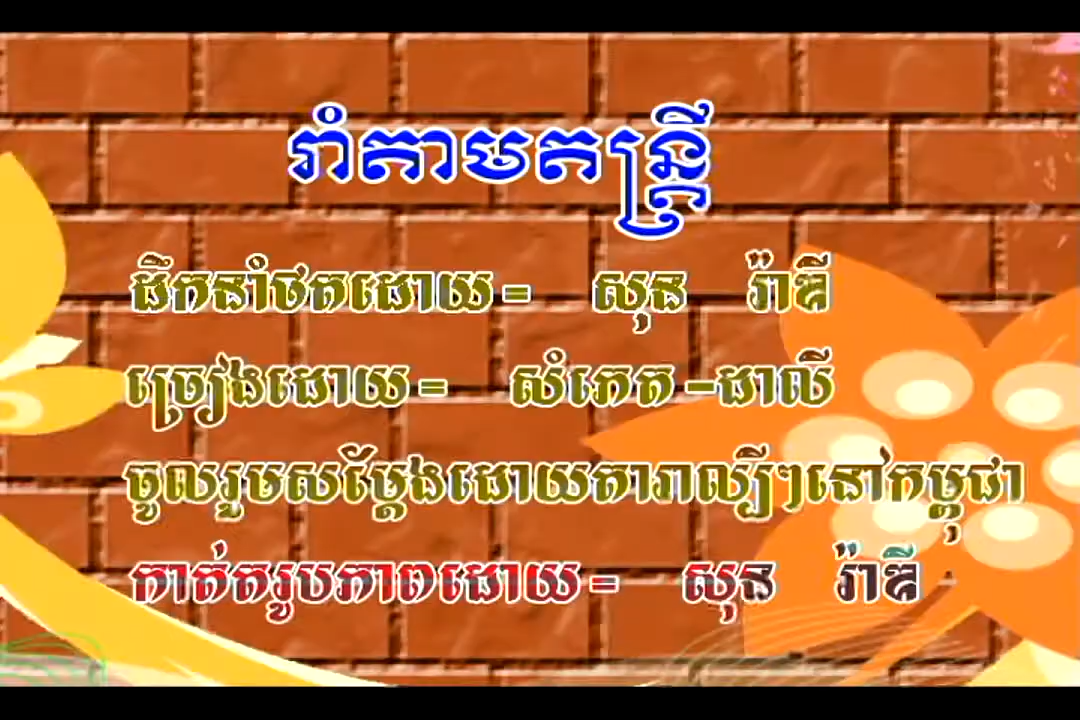 រាំតាមតន្ត្រី
ដឹកនាំថតដោយ= សុន រ៉ាឌី
ច្រៀងដោយ= សំភេត -ដាលី
ចូលរួមសម្ដែងដោយតារាល្បីៗនៅកម្ពុជា
កាត់តរូបភាពដោយ= សុន រ៉ាឌី